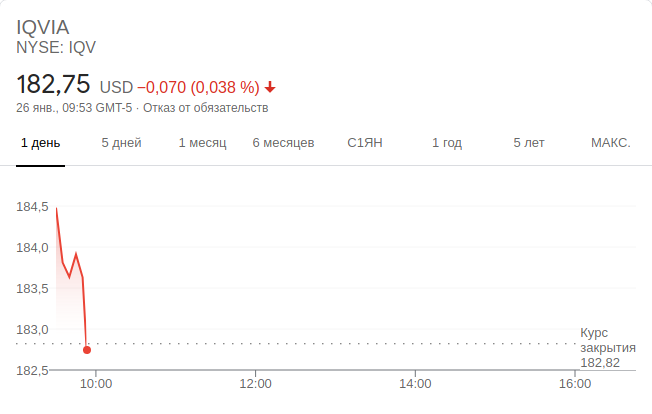 IQVIA
NYSE: IQV
182,75 USD −0,070 (0,038 %)
26 янв., 09:53 GMT-5 · Отказ от обязательств
1 день 5 дней 1 месяц 6 месяцев С1ЯН 1 год 5 лет МАКС.
184,5
184,0
183,5
183,0
Курс
закрытия
182,82
182,5
10:00 12:00 14:00 16:00